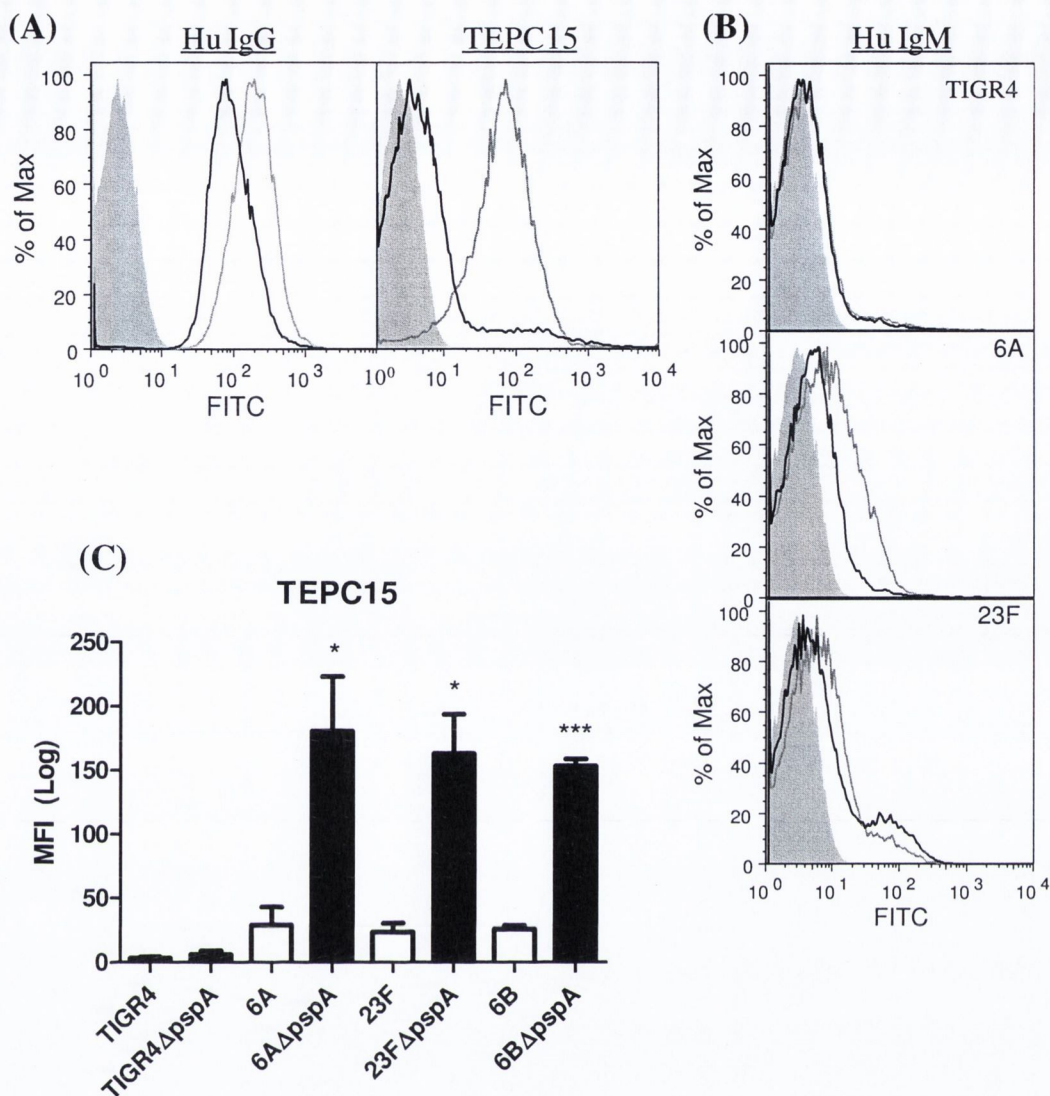 (A)
Hu IgG
TEPC15
100
80
60
40
20
0
% of Max
10^0 10^1 10^2 10^3
10^0 10^1 10^2 10^3 10^4
FITC
FITC
(B)
Hu IgM
TIGR4
100
80
60
40
20
0
% of Max
6A
100
80
60
40
20
0
% of Max
23F
100
80
60
40
20
0
% of Max
10^0 10^1 10^2 10^3 10^4
FITC
(C)
TEPC15
250
200
150
100
50
0
MFI (Log)
*
*
***
TIGR4
TIGR4ΔpspA
6A
6AΔpspA
23F
23FΔpspA
6B
6BΔpspA